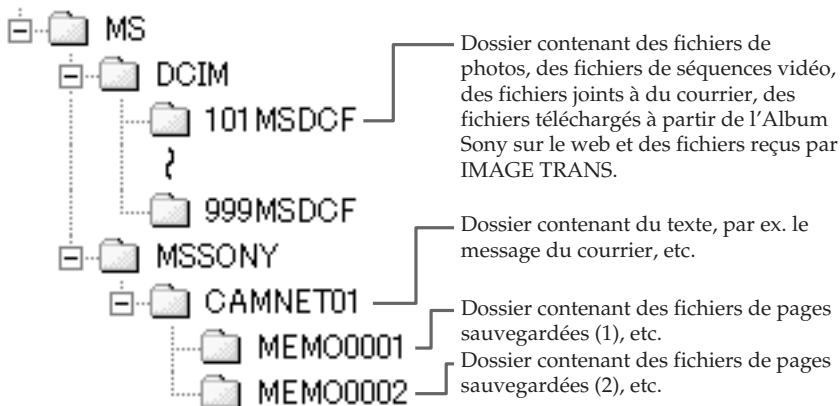 MS
DCIM
101MSDCF
Dossier contenant des fichiers de
photos, des fichiers de séquences vidéo,
des fichiers joints à du courrier, des
fichiers téléchargés à partir de l'Album
Sony sur le web et des fichiers reçus par
IMAGE TRANS.
999MSDCF
MSSONY
Dossier contenant du texte, par ex. le
message du courrier, etc.
CAMNET01
MEMO0001
Dossier contenant des fichiers de pages
sauvegardées (1), etc.
MEMO0002
Dossier contenant des fichiers de pages
sauvegardées (2), etc.